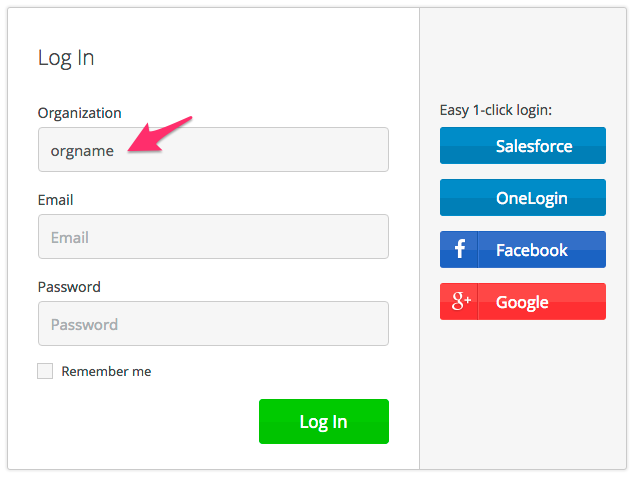 Log In
Organization
orgname
Email
Email
Password
Password
Remember me
Log In
Easy 1-click login:
Salesforce
OneLogin
f Facebook
g+ Google